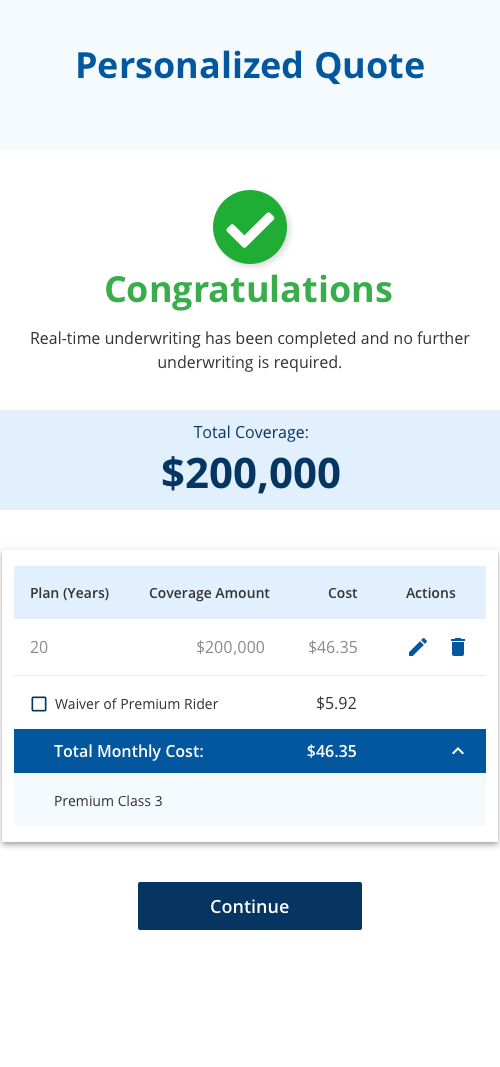 Personalized Quote
Congratulations
Real-time underwriting has been completed and no further
underwriting is required.
Total Coverage:
$200,000
Plan (Years) Coverage Amount Cost Actions
20 $200,000 $46.35
Waiver of Premium Rider $5.92
Total Monthly Cost: $46.35
Premium Class 3
Continue